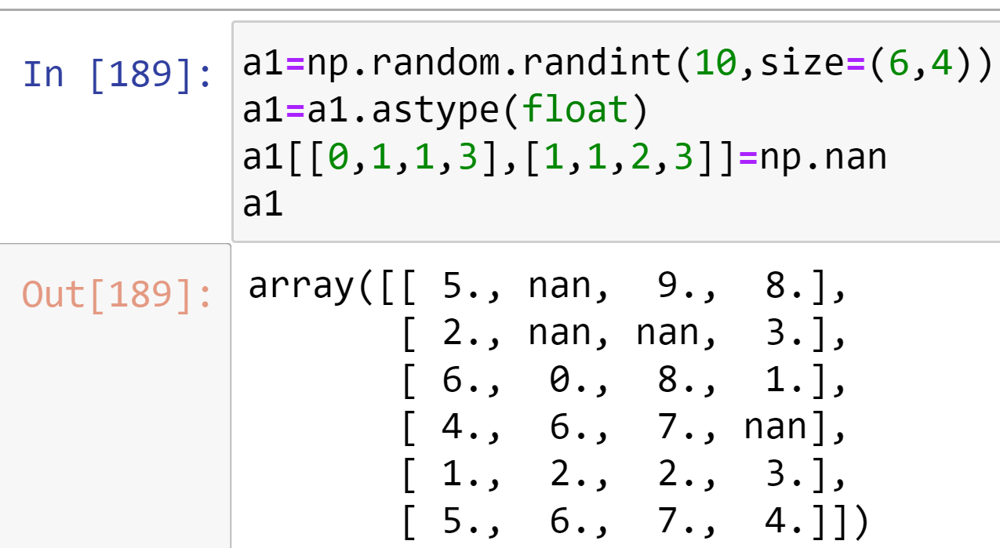 In [189]: a1=np.random.randint(10,size=(6,4))
a1=a1.astype(float)
a1[[0,1,1,3],[1,1,2,3]]=np.nan
a1
Out[189]: array([[ 5., nan,  9.,  8.],
       [ 2., nan, nan,  3.],
       [ 6.,  0.,  8.,  1.],
       [ 4.,  6.,  7., nan],
       [ 1.,  2.,  2.,  3.],
       [ 5.,  6.,  7.,  4.]])